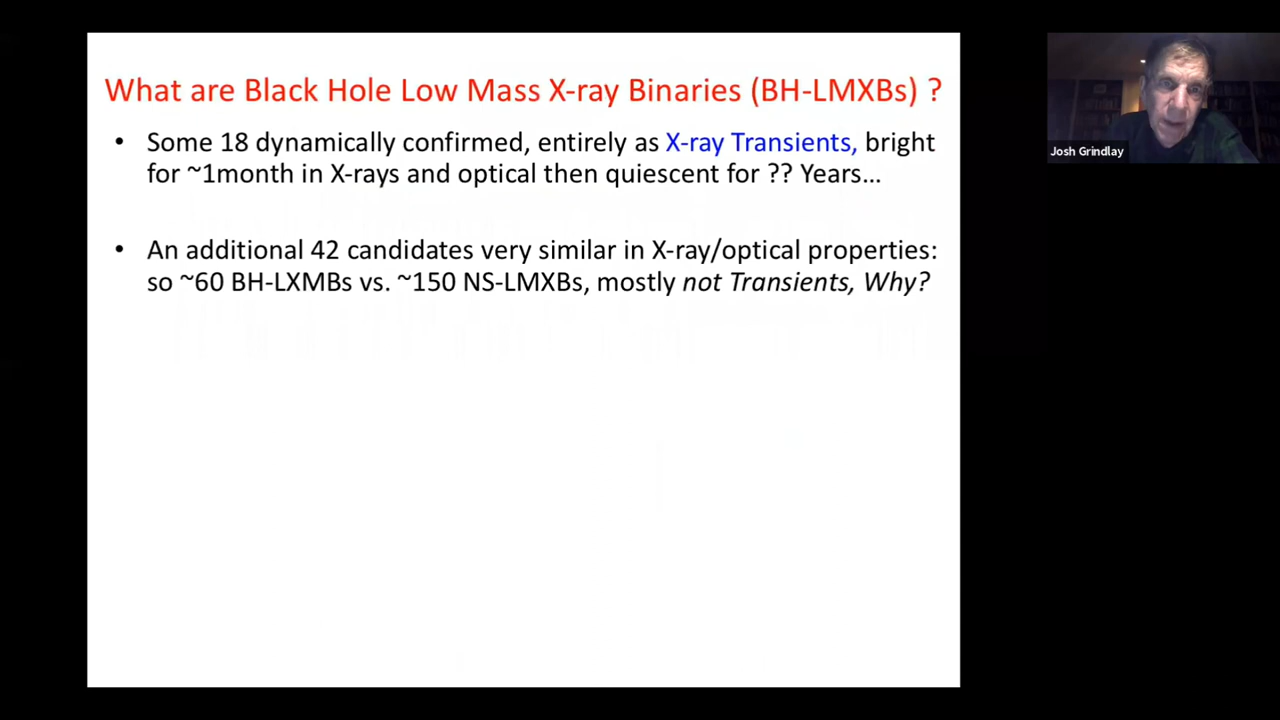 What are Black Hole Low Mass X-ray Binaries (BH-LMXBs) ?
• Some 18 dynamically confirmed, entirely as X-ray Transients, bright
for ~1month in X-rays and optical then quiescent for ?? Years...
• An additional 42 candidates very similar in X-ray/optical properties:
so ~60 BH-LXMBs vs. ~150 NS-LMXBs, mostly not Transients, Why?
Josh Grindlay